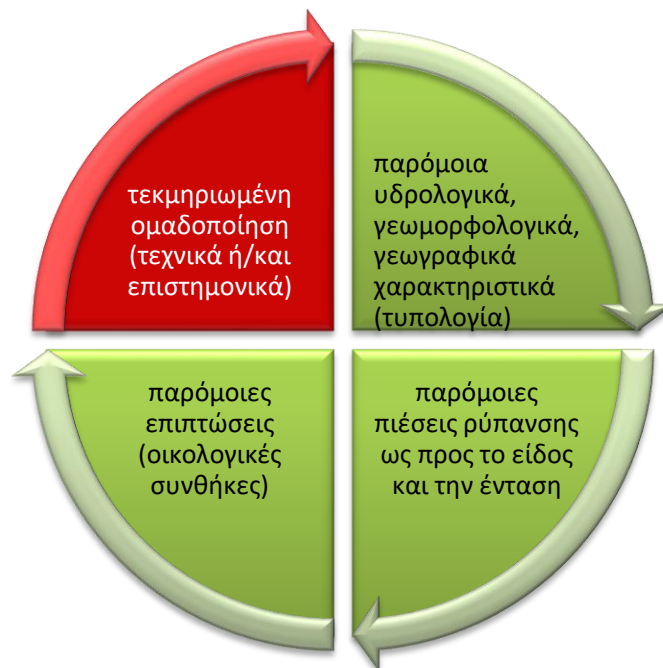 τεκμηριωμένη
ομαδοποίηση
(τεχνικά ή/και
επιστημονικά)
παρόμοια
υδρολογικά,
γεωμορφολογικά,
γεωγραφικά
χαρακτηριστικά
(τυπολογία)
παρόμοιες
επιπτώσεις
(οικολογικές
συνθήκες)
παρόμοιες
πιέσεις ρύπανσης
ως προς το είδος
και την ένταση